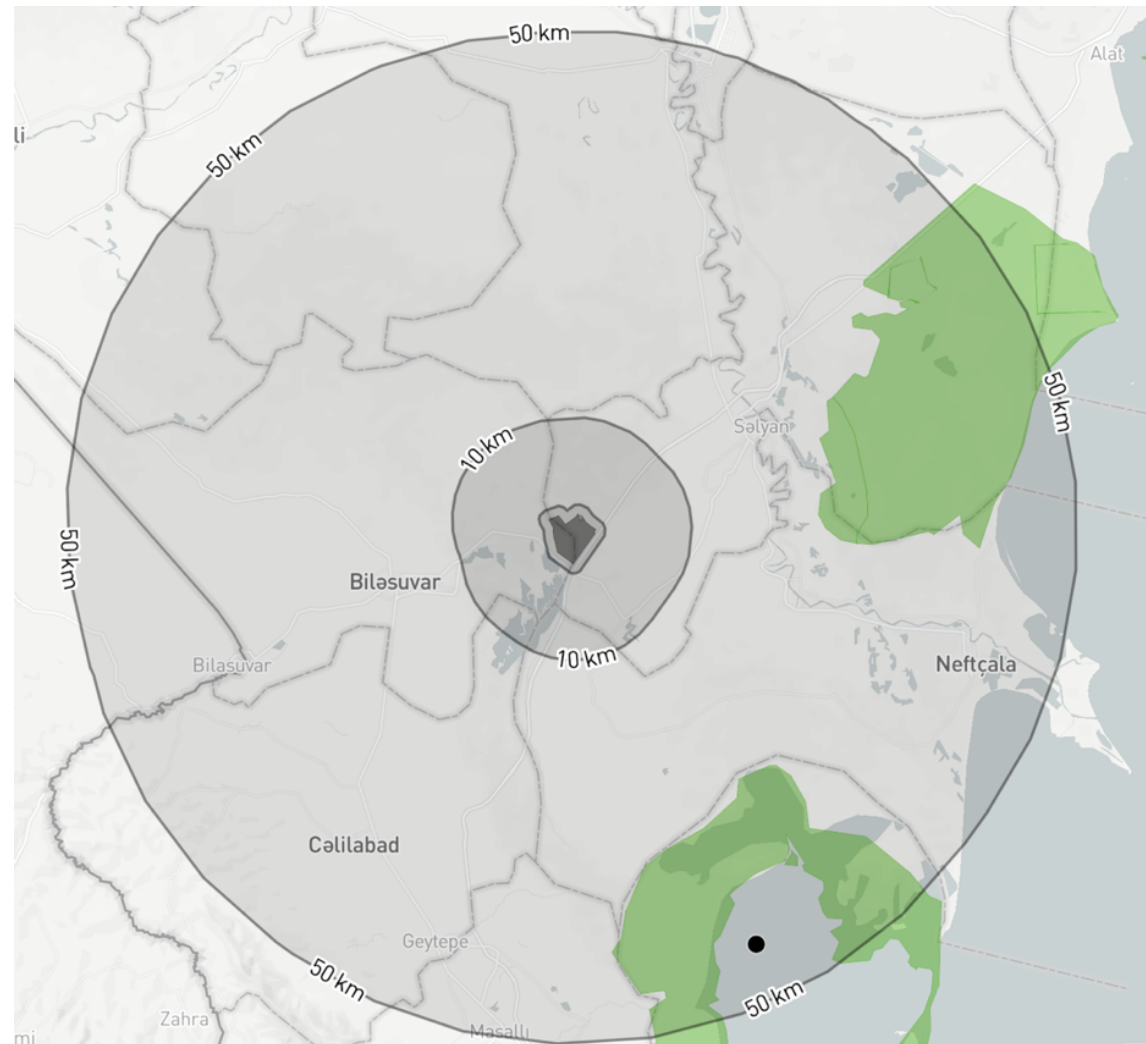 50 km
Alat
li
50 km
50 km
Səlyan
10 km
50 km
Biləsuvar
10 km
Bilasuvar
Neftçala
Cəlilabad
Geytepe
50 km
50 km
Zahra
Masallı
mi